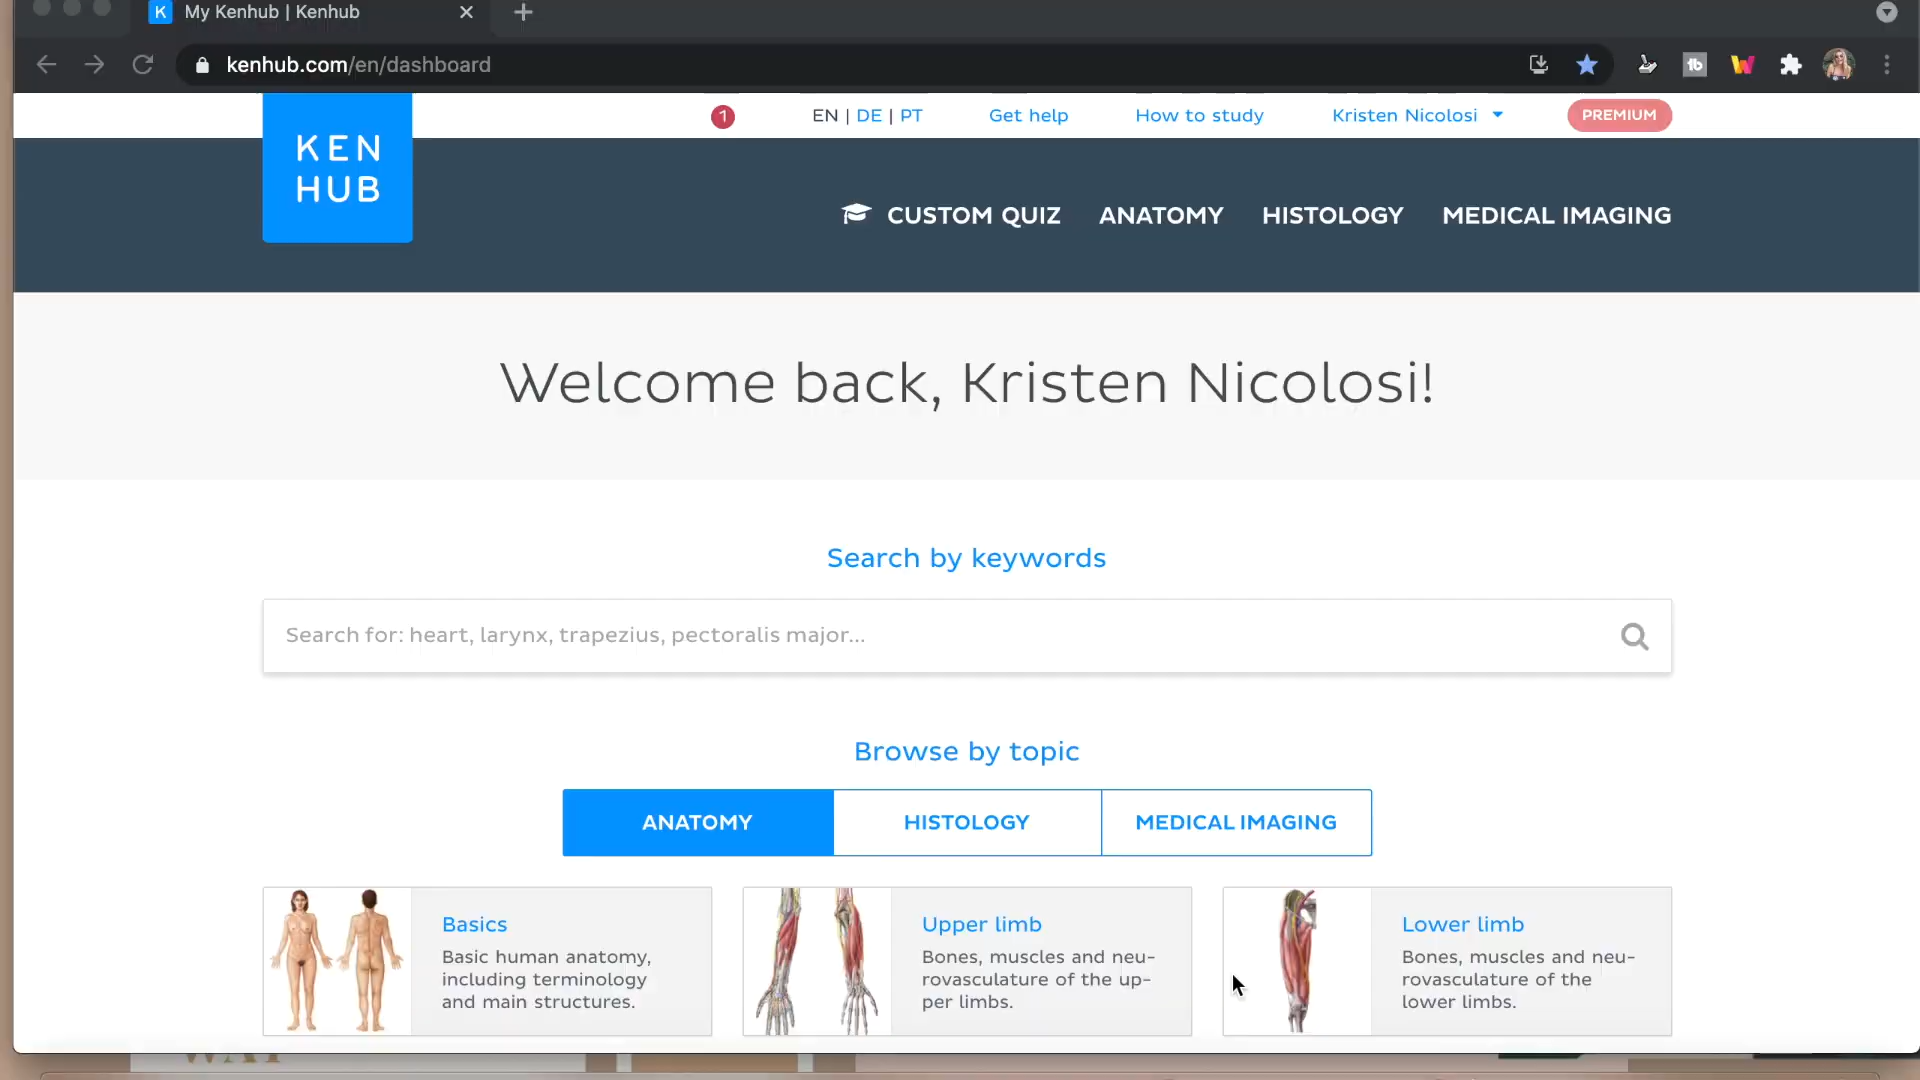 My Kenhub | Kenhub
kenhub.com/en/dashboard
tb
W
KEN
HUB
1
EN | DE | PT
Get help
How to study
Kristen Nicolosi
PREMIUM
CUSTOM QUIZ
ANATOMY
HISTOLOGY
MEDICAL IMAGING
Welcome back, Kristen Nicolosi!
Search by keywords
Search for: heart, larynx, trapezius, pectoralis major...
Browse by topic
ANATOMY
HISTOLOGY
MEDICAL IMAGING
Basics
Basic human anatomy,
including terminology
and main structures.
Upper limb
Bones, muscles and neu-
rovasculature of the up-
per limbs.
Lower limb
Bones, muscles and neu-
rovasculature of the
lower limbs.